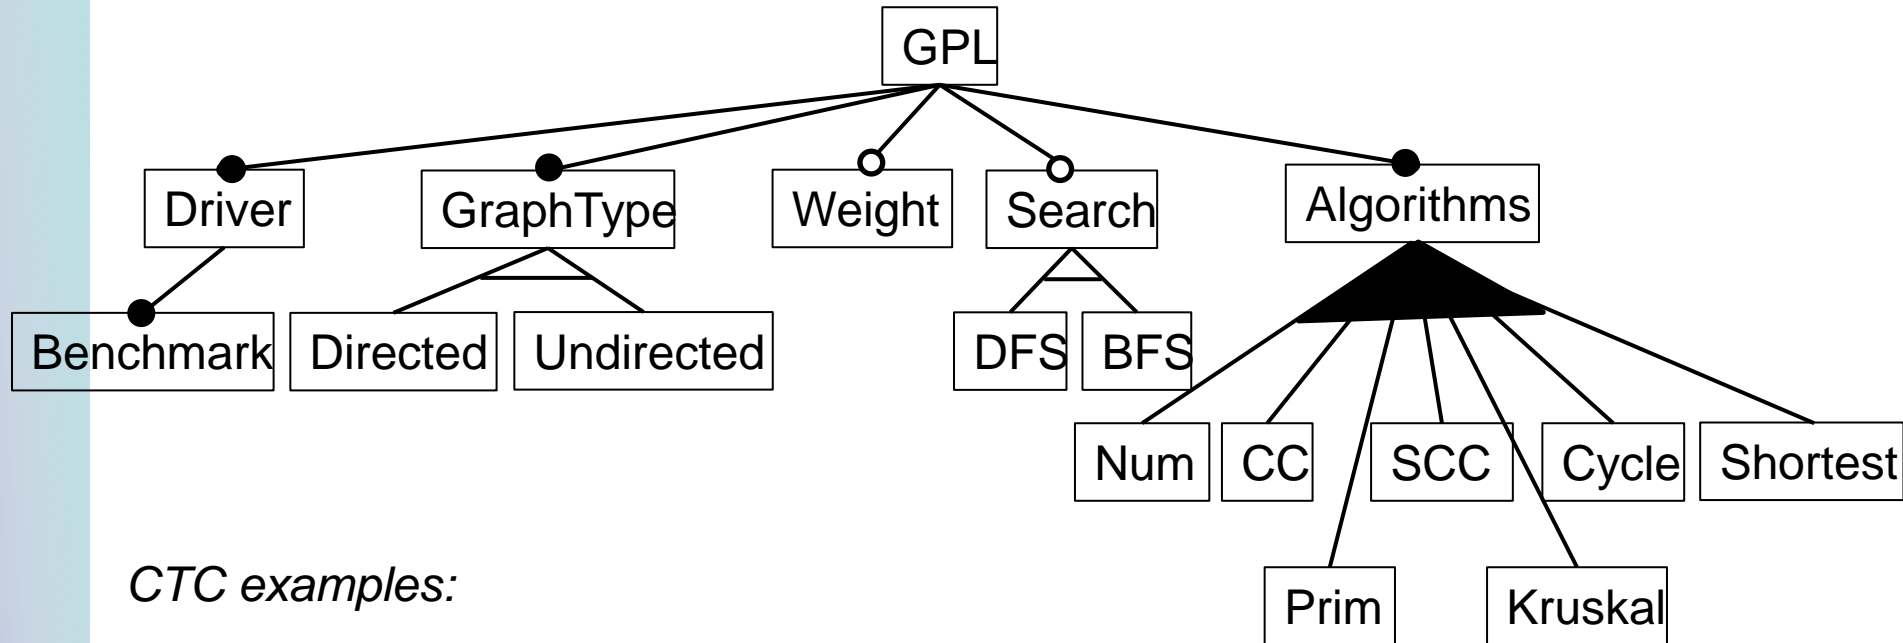 GPL
Driver GraphType Weight Search Algorithms
Benchmark Directed Undirected DFS BFS
Num CC SCC Cycle Shortest
CTC examples:
Prim Kruskal